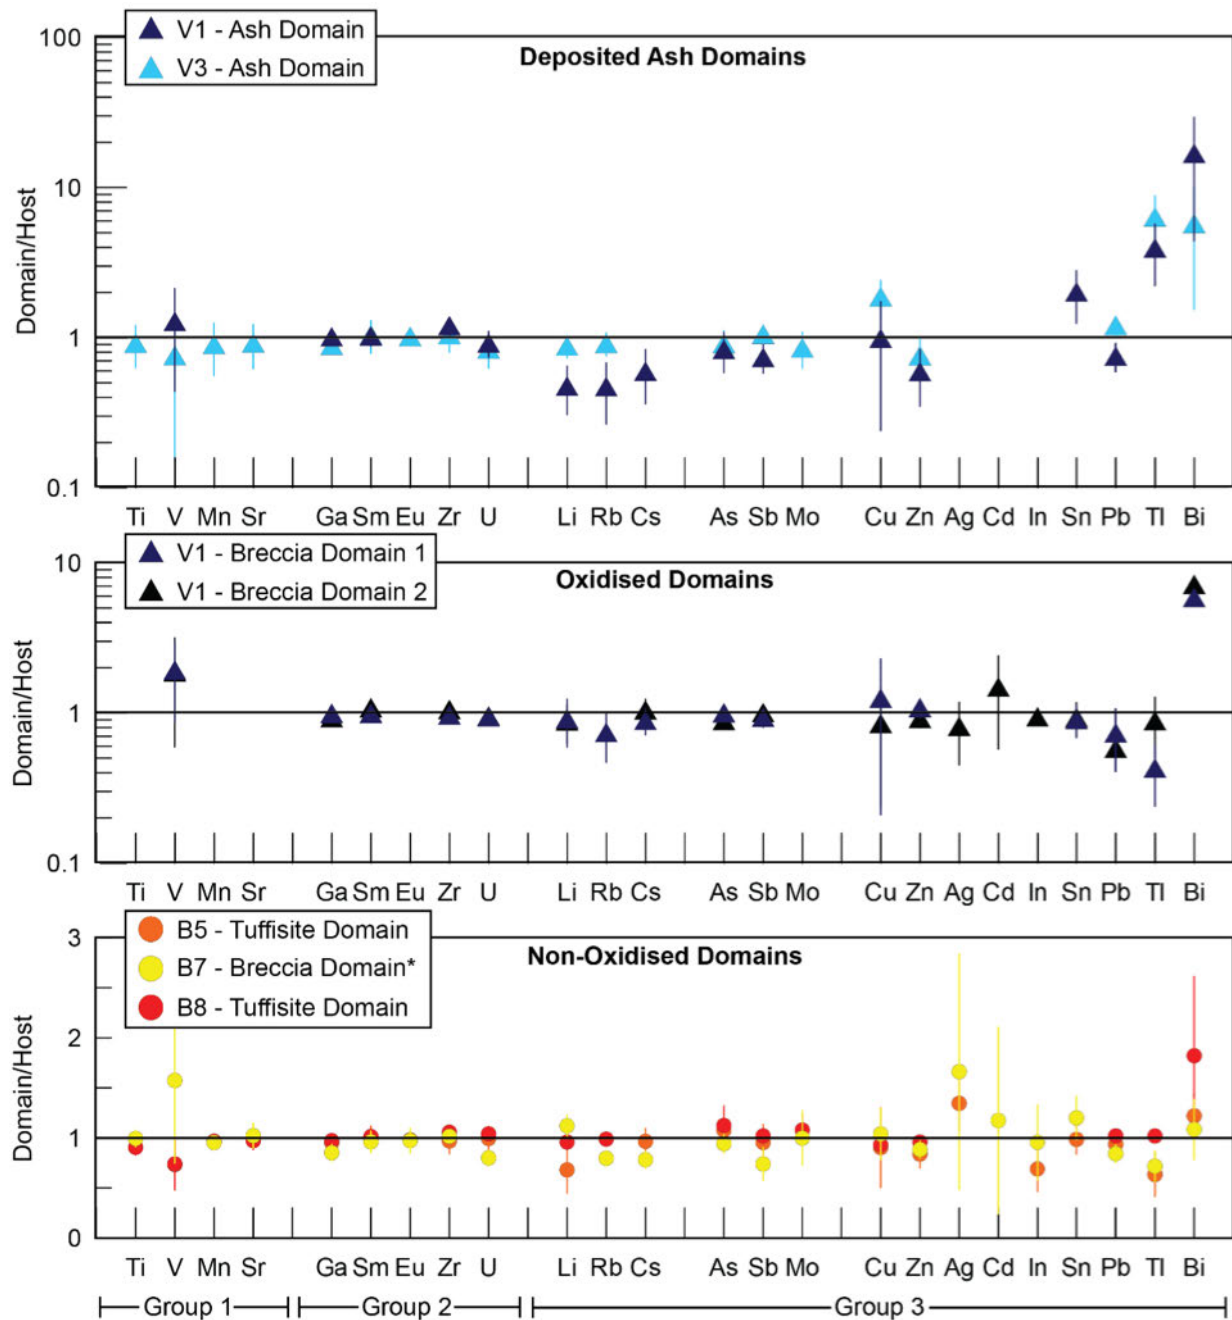 V1 - Ash Domain
V3 - Ash Domain
Deposited Ash Domains
100
10
1
0.1
Domain/Host
Ti V Mn Sr Ga Sm Eu Zr U Li Rb Cs As Sb Mo Cu Zn Ag Cd In Sn Pb Tl Bi
V1 - Breccia Domain 1
V1 - Breccia Domain 2
Oxidised Domains
10
1
0.1
Domain/Host
Ti V Mn Sr Ga Sm Eu Zr U Li Rb Cs As Sb Mo Cu Zn Ag Cd In Sn Pb Tl Bi
B5 - Tuffisite Domain
B7 - Breccia Domain*
B8 - Tuffisite Domain
Non-Oxidised Domains
3
2
1
0
Domain/Host
Ti V Mn Sr Ga Sm Eu Zr U Li Rb Cs As Sb Mo Cu Zn Ag Cd In Sn Pb Tl Bi
Group 1 Group 2 Group 3